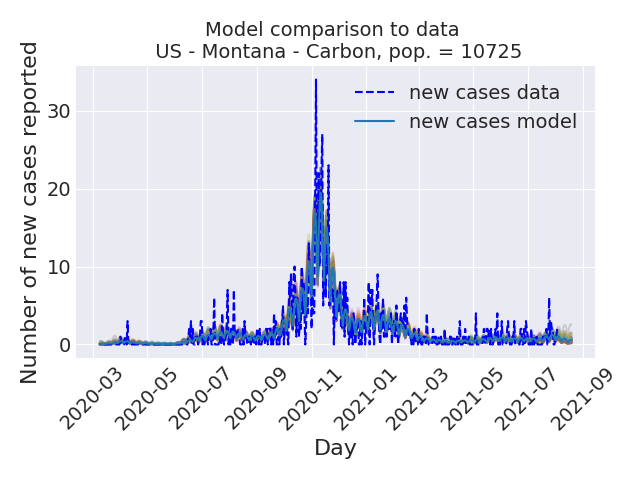 Model comparison to data
US - Montana - Carbon, pop. = 10725
Number of new cases reported
30
20
10
0
new cases data
new cases model
2020-03
2020-05
2020-07
2020-09
2020-11
2021-01
2021-03
2021-05
2021-07
2021-09
Day